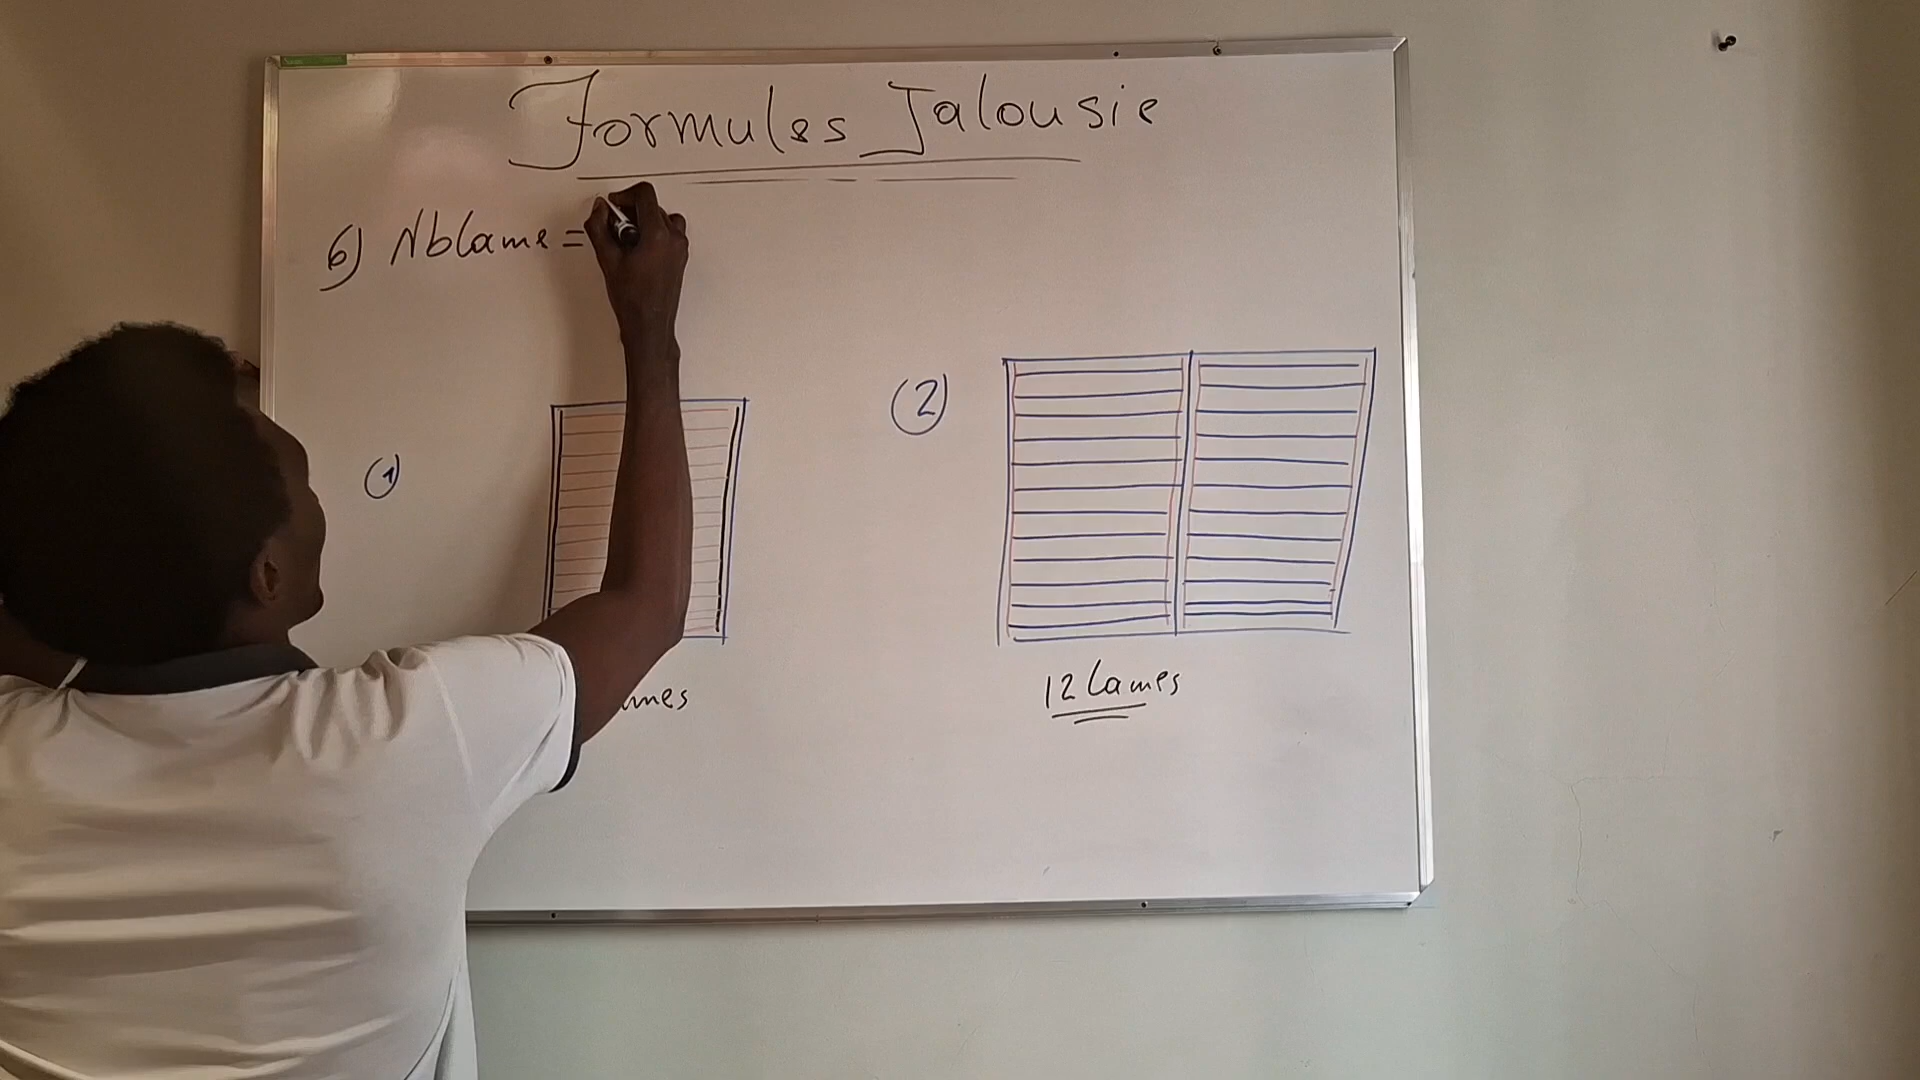 Formules Jalousie
6) Nblame =
(1)
(2)
12 lames